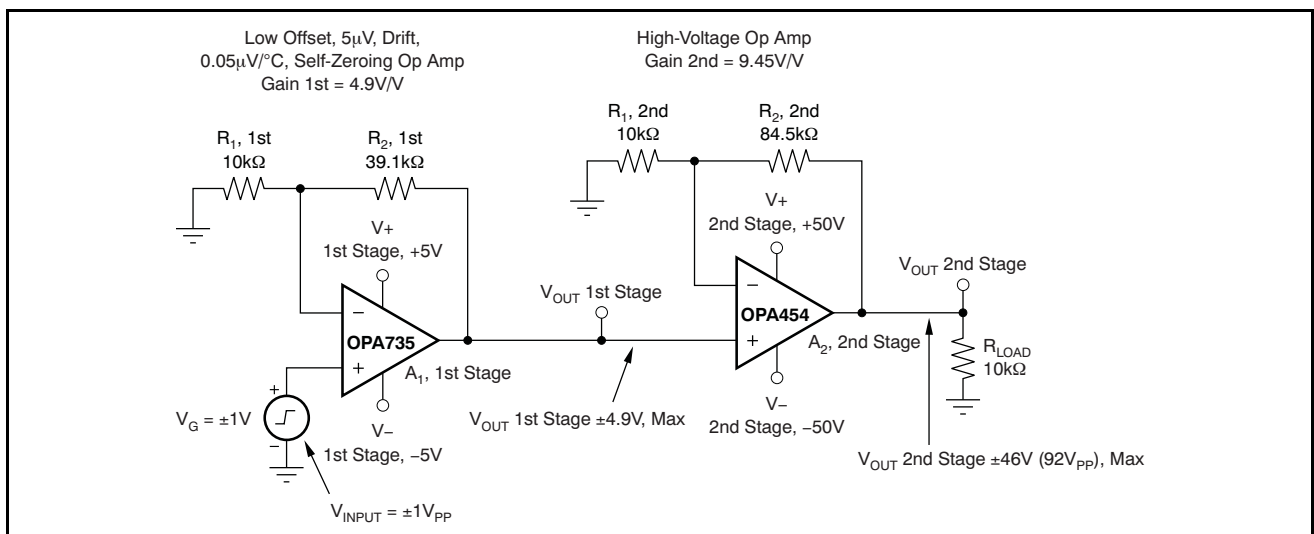 Low Offset, 5μV, Drift,
0.05μV/°C, Self-Zeroing Op Amp
Gain 1st = 4.9V/V
High-Voltage Op Amp
Gain 2nd = 9.45V/V
R1, 1st
10kΩ
R2, 1st
39.1kΩ
R1, 2nd
10kΩ
R2, 2nd
84.5kΩ
V+
1st Stage, +5V
V+
2nd Stage, +50V
VOUT 1st Stage
VOUT 2nd Stage
−
OPA735
+
A1, 1st Stage
−
OPA454
+
A2, 2nd Stage
RLOAD
10kΩ
+
VG = ±1V
−
V−
1st Stage, −5V
VOUT 1st Stage ±4.9V, Max
V−
2nd Stage, −50V
VOUT 2nd Stage ±46V (92VPP), Max
VINPUT = ±1VPP